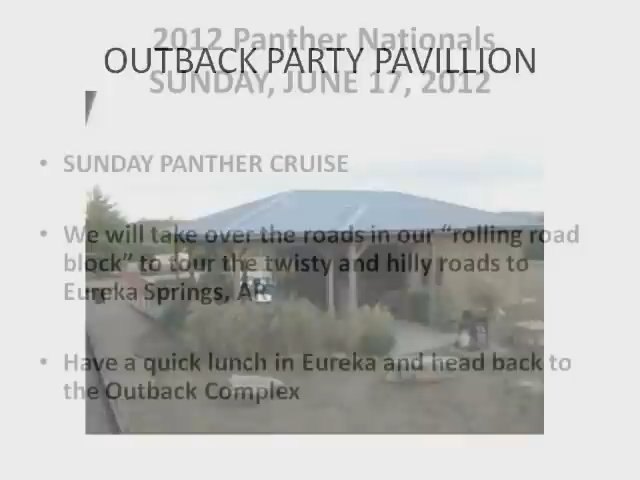 2012 Panther Nationals
OUTBACK PARTY PAVILLION
SUNDAY, JUNE 17, 2012
• SUNDAY PANTHER CRUISE
• We will take over the roads in our “rolling road
block” to tour the twisty and hilly roads to
Eureka Springs, AR
• Have a quick lunch in Eureka and head back to
the Outback Complex